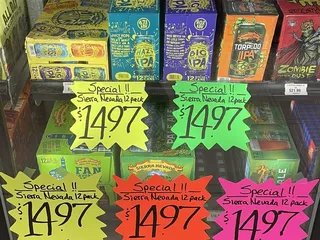 HAZY
IPA
BIG
IPA
TORPEDO
IPA
ZOMBIE
DUST
Special !!
Sierra Nevada 12 pack
$14.97
Special !!
Sierra Nevada 12 pack
$14.97
FAN
SIERRA NEVADA
Special !!
Sierra Nevada 12 pack
$14.97
Special !!
Sierra Nevada 12 pack
$14.97
Special !!
Sierra Nevada 12 pack
$14.97